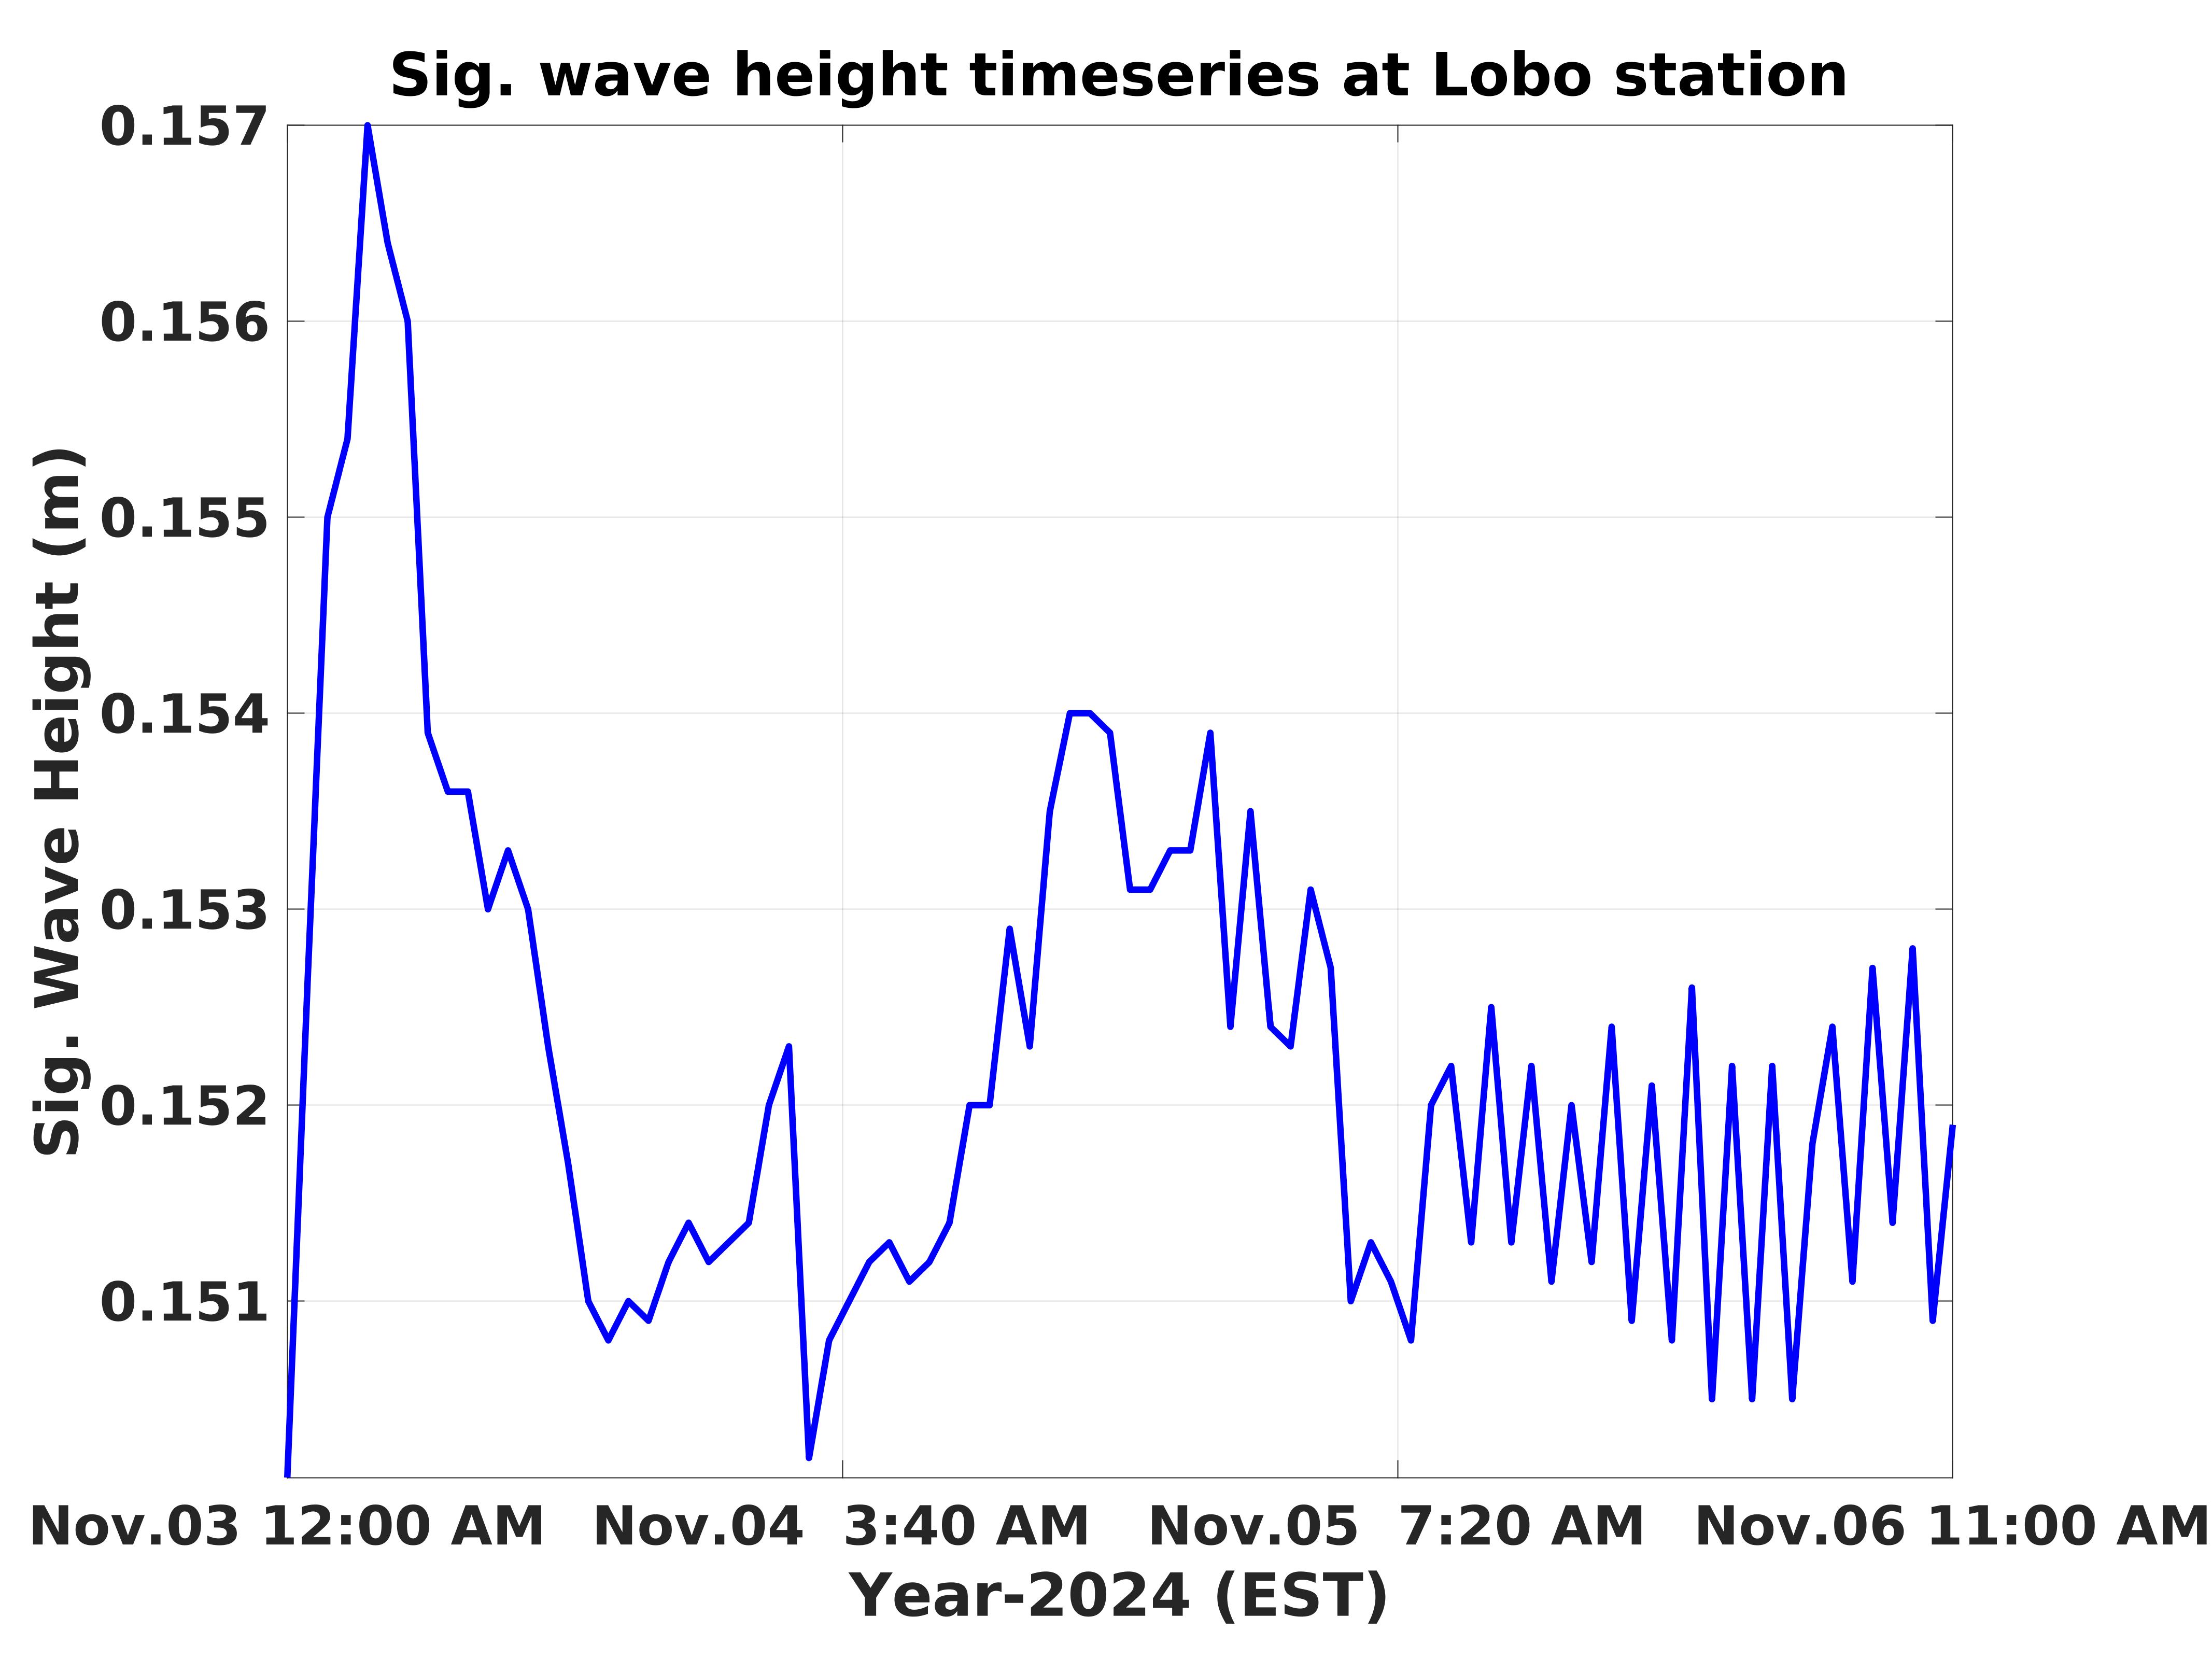 Sig. wave height timeseries at Lobo station
Sig. Wave Height (m)
0.157
0.156
0.155
0.154
0.153
0.152
0.151
Nov.03 12:00 AM Nov.04 3:40 AM Nov.05 7:20 AM Nov.06 11:00 AM
Year-2024 (EST)